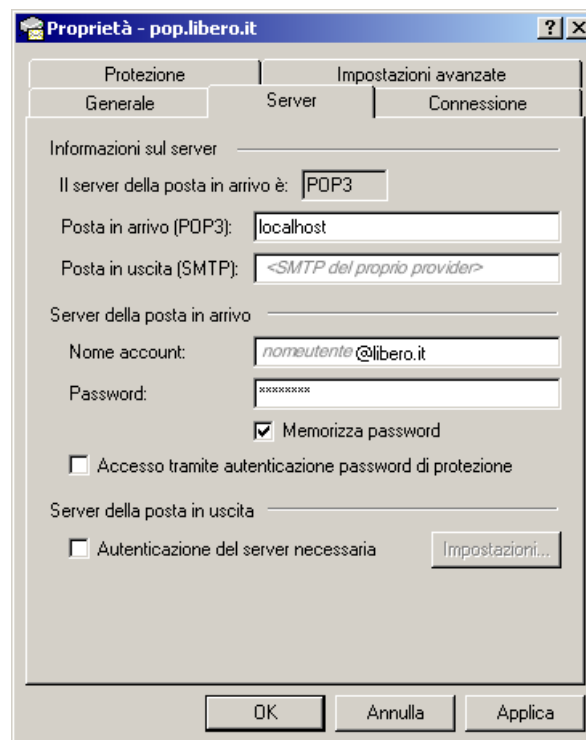 Proprietà - pop.libero.it
Protezione Impostazioni avanzate
Generale Server Connessione
Informazioni sul server
Il server della posta in arrivo è: POP3
Posta in arrivo (POP3): localhost
Posta in uscita (SMTP): <SMTP del proprio provider>
Server della posta in arrivo
Nome account: nomeutente@libero.it
Password: ********
Memorizza password
Accesso tramite autenticazione password di protezione
Server della posta in uscita
Autenticazione del server necessaria Impostazioni...
OK Annulla Applica